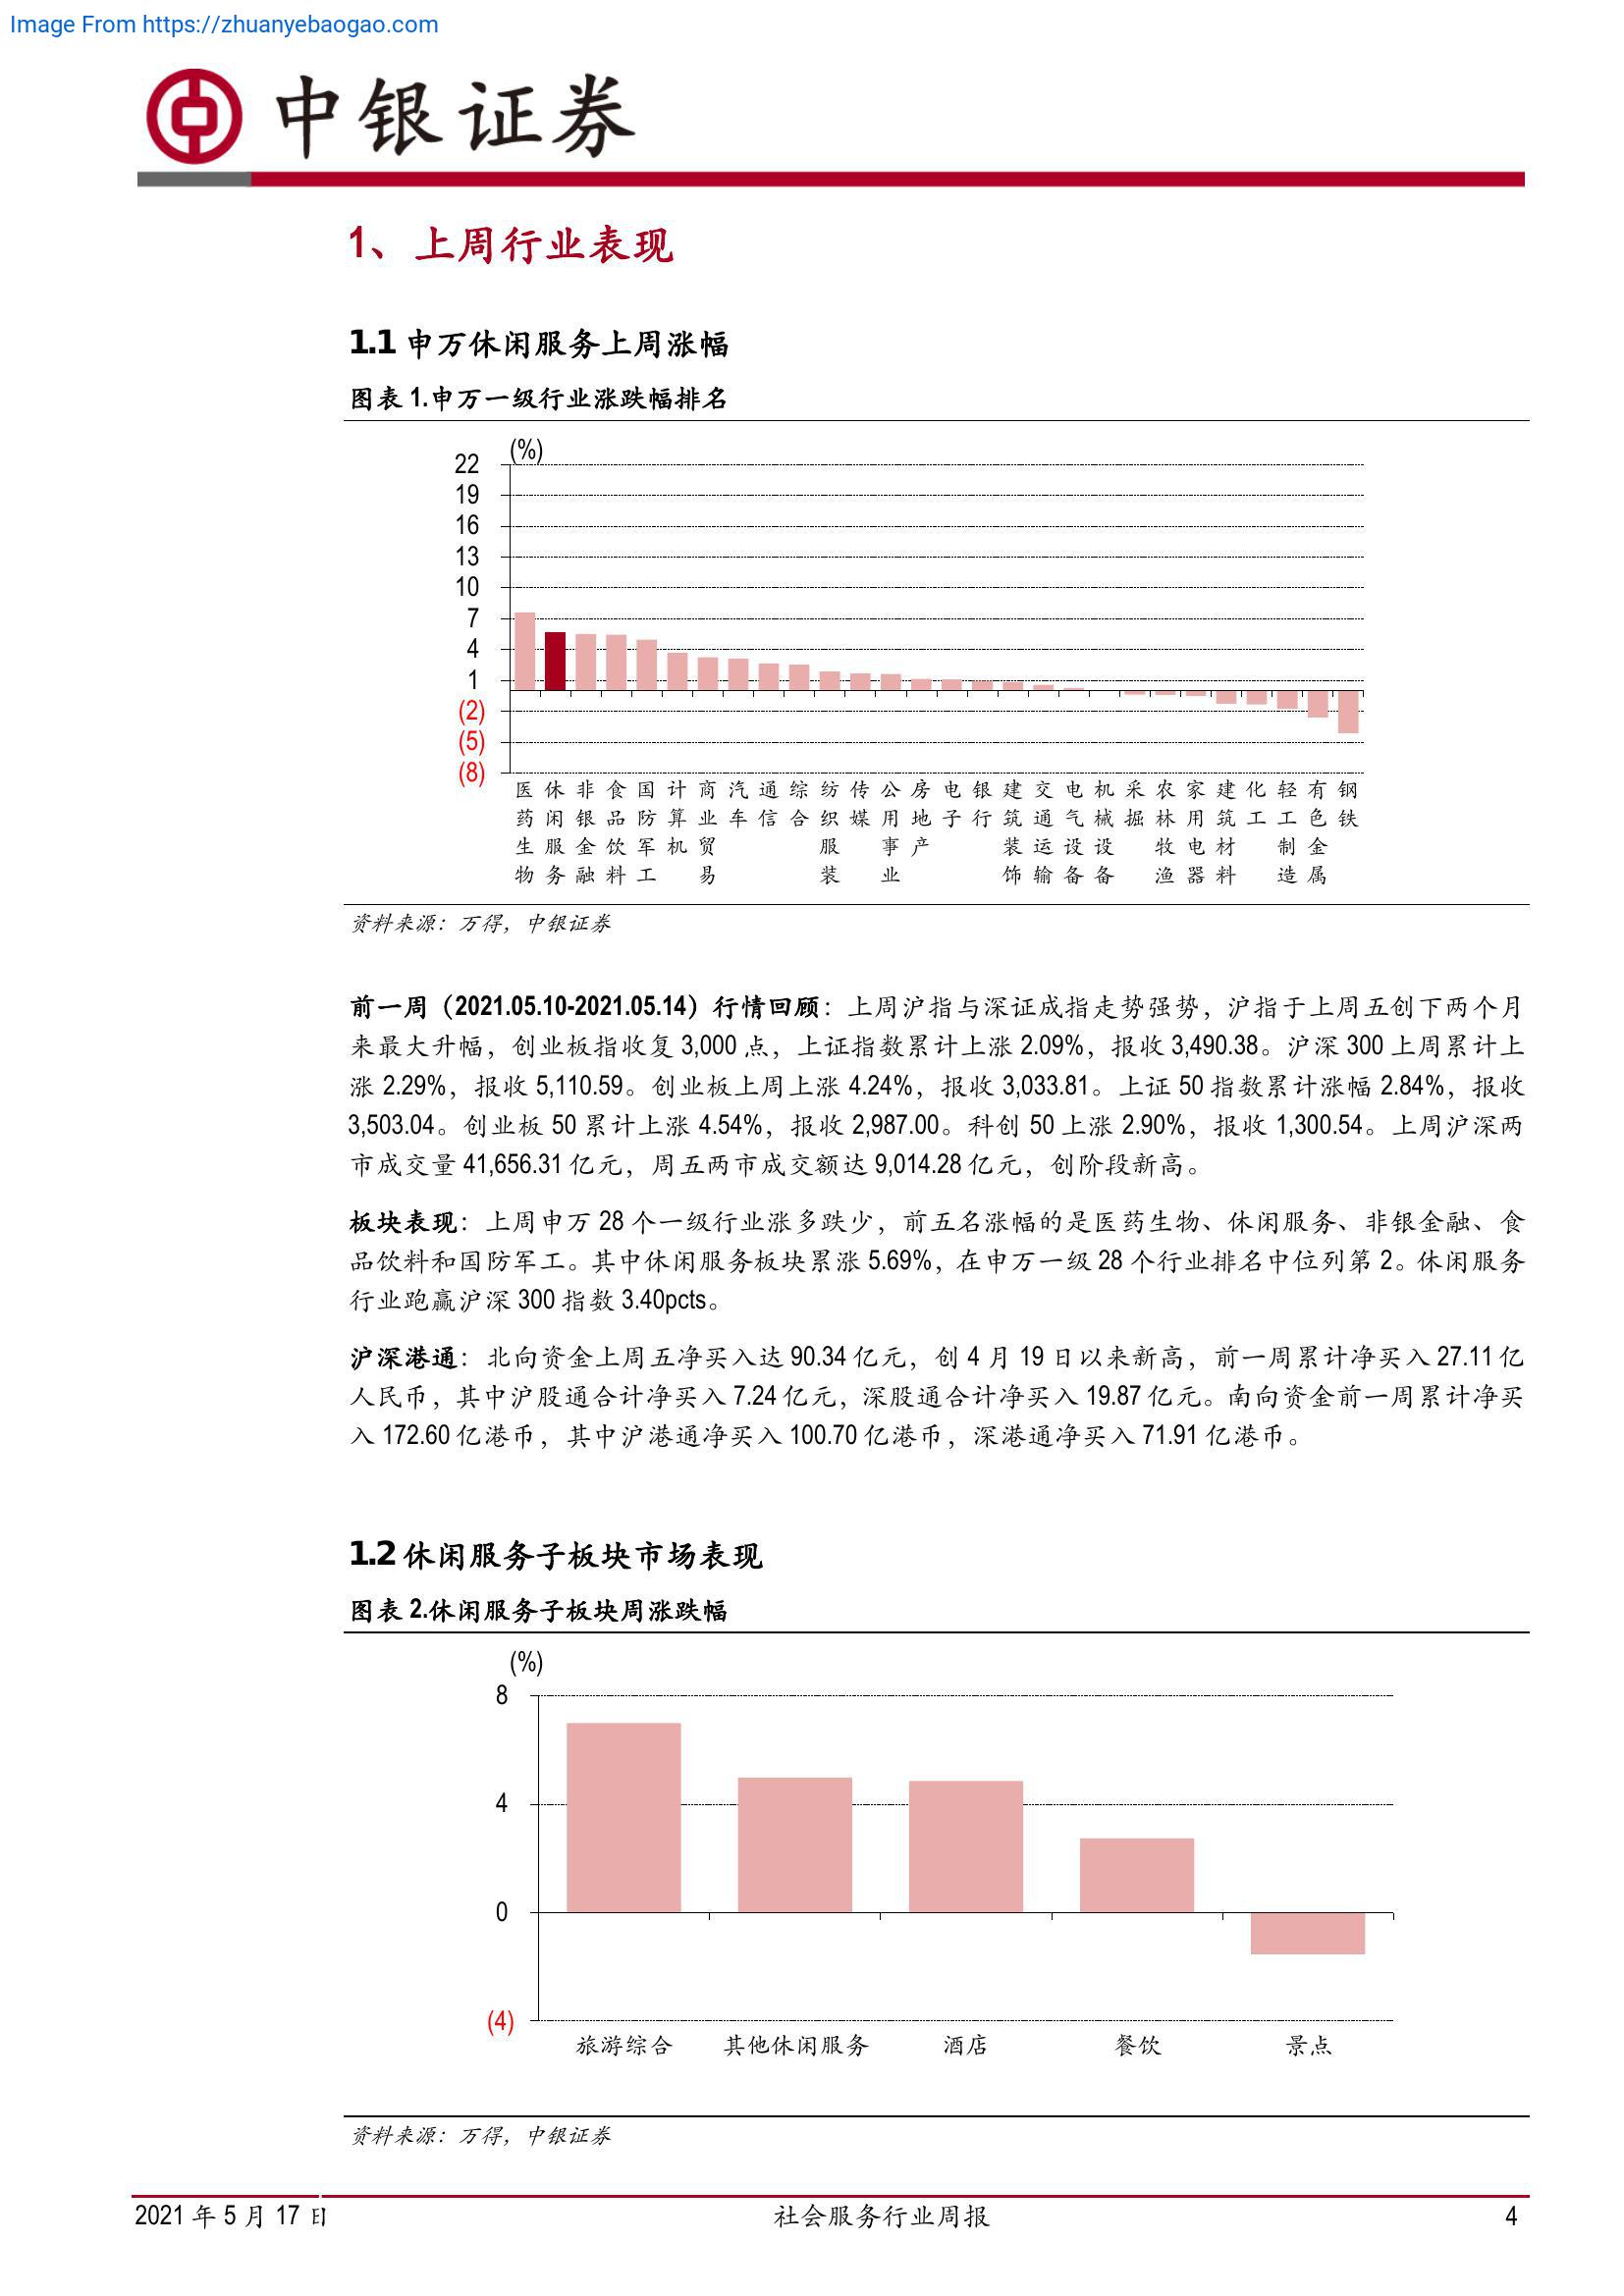 Image From https://zhuanyebaogao.com
中银证券
1、上周行业表现
1.1 申万休闲服务上周涨幅
图表 1.申万一级行业涨跌幅排名
(%)
22
19
16
13
10
7
4
1
(2)
(5)
(8)
医药生物
休闲服务
非银金融
食品饮料
国防军工
计算机
商业贸易
汽车
通信
综合
纺织服装
传媒
公用事业
房地产
电子
银行
建筑装饰
交通运输
电气设备
机械设备
采掘
农林牧渔
家用电器
建筑材料
化工
轻工制造
有色金属
钢铁
资料来源：万得，中银证券
前一周（2021.05.10-2021.05.14）行情回顾：上周沪指与深证成指走势强势，沪指于上周五创下两个月
来最大升幅，创业板指收复 3,000 点，上证指数累计上涨 2.09%，报收 3,490.38。沪深 300 上周累计上
涨 2.29%，报收 5,110.59。创业板上周上涨 4.24%，报收 3,033.81。上证 50 指数累计涨幅 2.84%，报收
3,503.04。创业板 50 累计上涨 4.54%，报收 2,987.00。科创 50 上涨 2.90%，报收 1,300.54。上周沪深两
市成交量 41,656.31 亿元，周五两市成交额达 9,014.28 亿元，创阶段新高。
板块表现：上周申万 28 个一级行业涨多跌少，前五名涨幅的是医药生物、休闲服务、非银金融、食
品饮料和国防军工。其中休闲服务板块累涨 5.69%，在申万一级 28 个行业排名中位列第 2。休闲服务
行业跑赢沪深 300 指数 3.40pcts。
沪深港通：北向资金上周五净买入达 90.34 亿元，创 4 月 19 日以来新高，前一周累计净买入 27.11 亿
人民币，其中沪股通合计净买入 7.24 亿元，深股通合计净买入 19.87 亿元。南向资金前一周累计净买
入 172.60 亿港币，其中沪港通净买入 100.70 亿港币，深港通净买入 71.91 亿港币。
1.2 休闲服务子板块市场表现
图表 2.休闲服务子板块周涨跌幅
(%)
8
4
0
(4)
旅游综合
其他休闲服务
酒店
餐饮
景点
资料来源：万得，中银证券
2021 年 5 月 17 日
社会服务行业周报
4